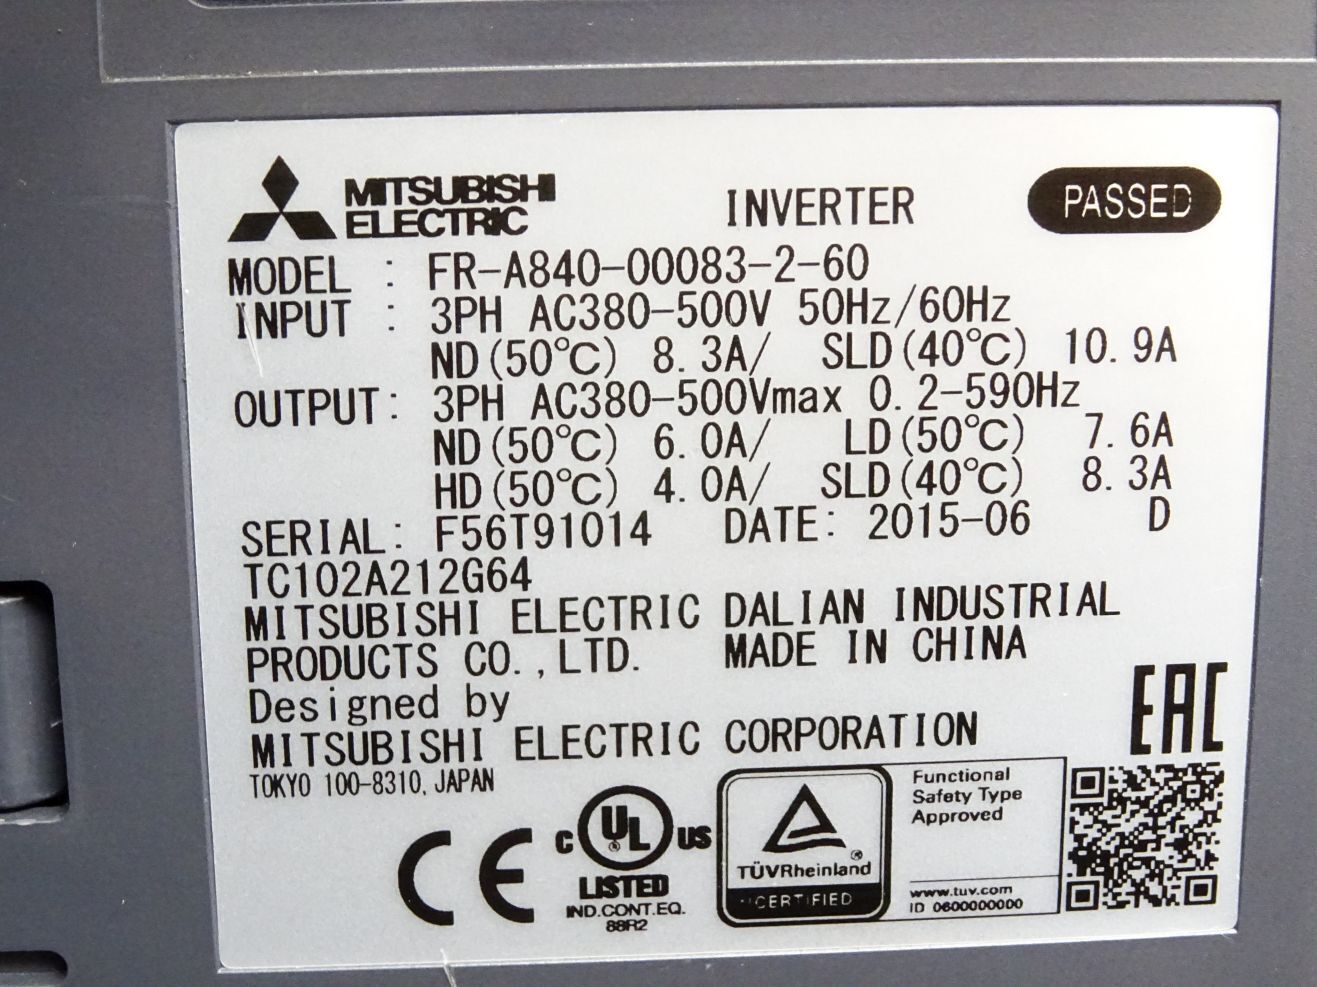 MITSUBISHI
ELECTRIC
INVERTER
PASSED
MODEL : FR-A840-00083-2-60
INPUT : 3PH AC380-500V 50Hz/60Hz
ND(50℃) 8.3A/ SLD(40℃) 10.9A
OUTPUT: 3PH AC380-500Vmax 0.2-590Hz
ND(50℃) 6.0A/ LD(50℃) 7.6A
HD(50℃) 4.0A/ SLD(40℃) 8.3A
SERIAL: F56T91014 DATE: 2015-06 D
TC102A212G64
MITSUBISHI ELECTRIC DALIAN INDUSTRIAL
PRODUCTS CO.,LTD. MADE IN CHINA
Designed by
MITSUBISHI ELECTRIC CORPORATION
TOKYO 100-8310, JAPAN
EAC
CE
C UL ® US
LISTED
IND.CONT.EQ.
88R2
TÜVRheinland ®
CERTIFIED
Functional
Safety Type
Approved
www.tuv.com
ID 0600000000